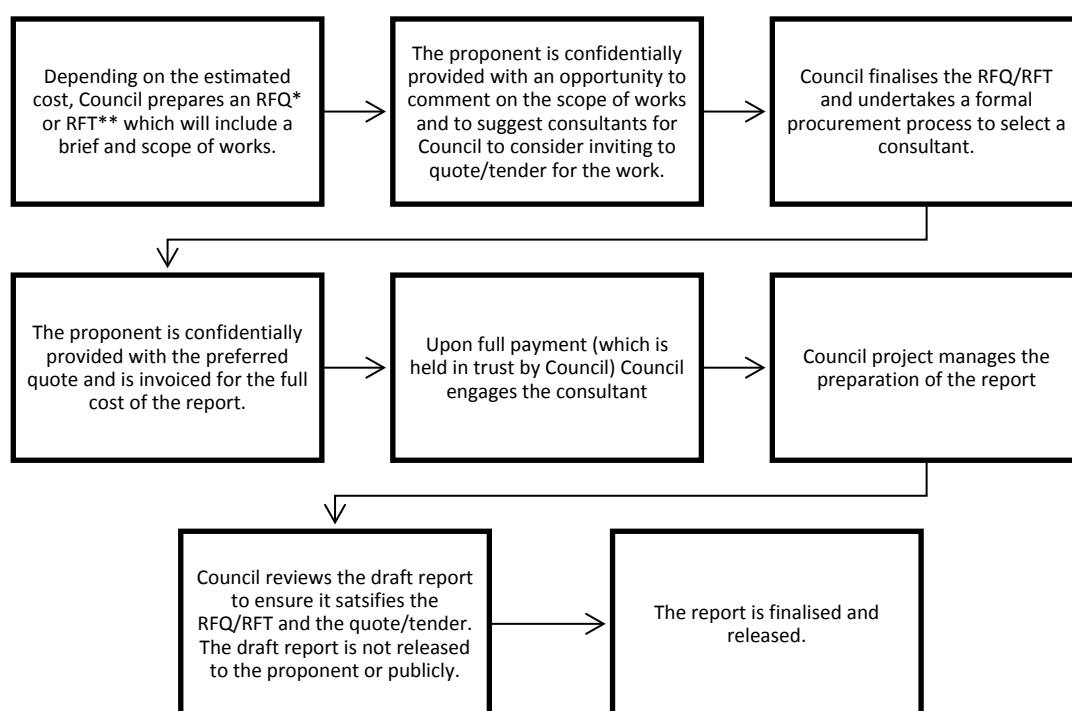 Depending on the estimated
cost, Council prepares an RFQ*
or RFT** which will include a
brief and scope of works.
The proponent is confidentially
provided with an opportunity to
comment on the scope of works
and to suggest consultants for
Council to consider inviting to
quote/tender for the work.
Council finalises the RFQ/RFT
and undertakes a formal
procurement process to select a
consultant.
The proponent is confidentially
provided with the preferred
quote and is invoiced for the full
cost of the report.
Upon full payment (which is
held in trust by Council) Council
engages the consultant
Council project manages the
preparation of the report
Council reviews the draft report
to ensure it satsifies the
RFQ/RFT and the quote/tender.
The draft report is not released
to the proponent or publicly.
The report is finalised and
released.